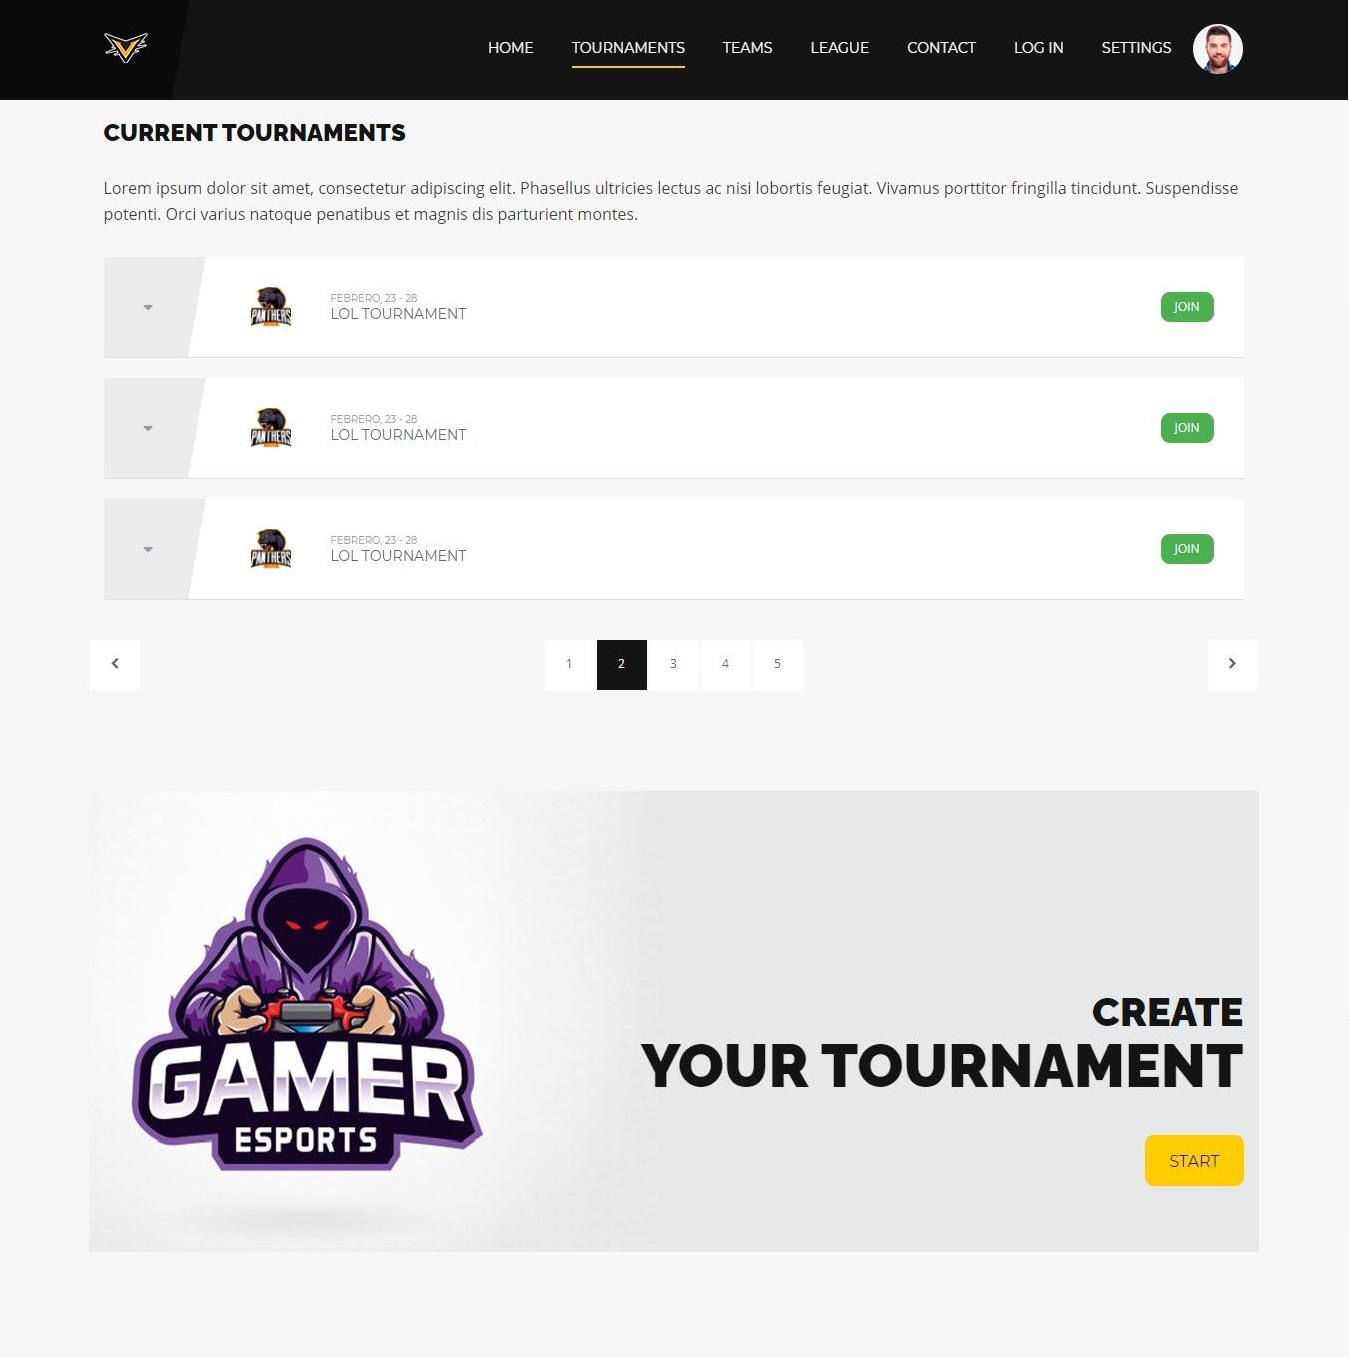 HOME TOURNAMENTS TEAMS LEAGUE CONTACT LOG IN SETTINGS
CURRENT TOURNAMENTS
Lorem ipsum dolor sit amet, consectetur adipiscing elit. Phasellus ultricies lectus ac nisi lobortis feugiat. Vivamus porttitor fringilla tincidunt. Suspendisse
potenti. Orci varius natoque penatibus et magnis dis parturient montes.
PANTHERS
FEBRERO, 23 - 28
LOL TOURNAMENT
JOIN
PANTHERS
FEBRERO, 23 - 28
LOL TOURNAMENT
JOIN
PANTHERS
FEBRERO, 23 - 28
LOL TOURNAMENT
JOIN
1 2 3 4 5
GAMER
ESPORTS
CREATE
YOUR TOURNAMENT
START